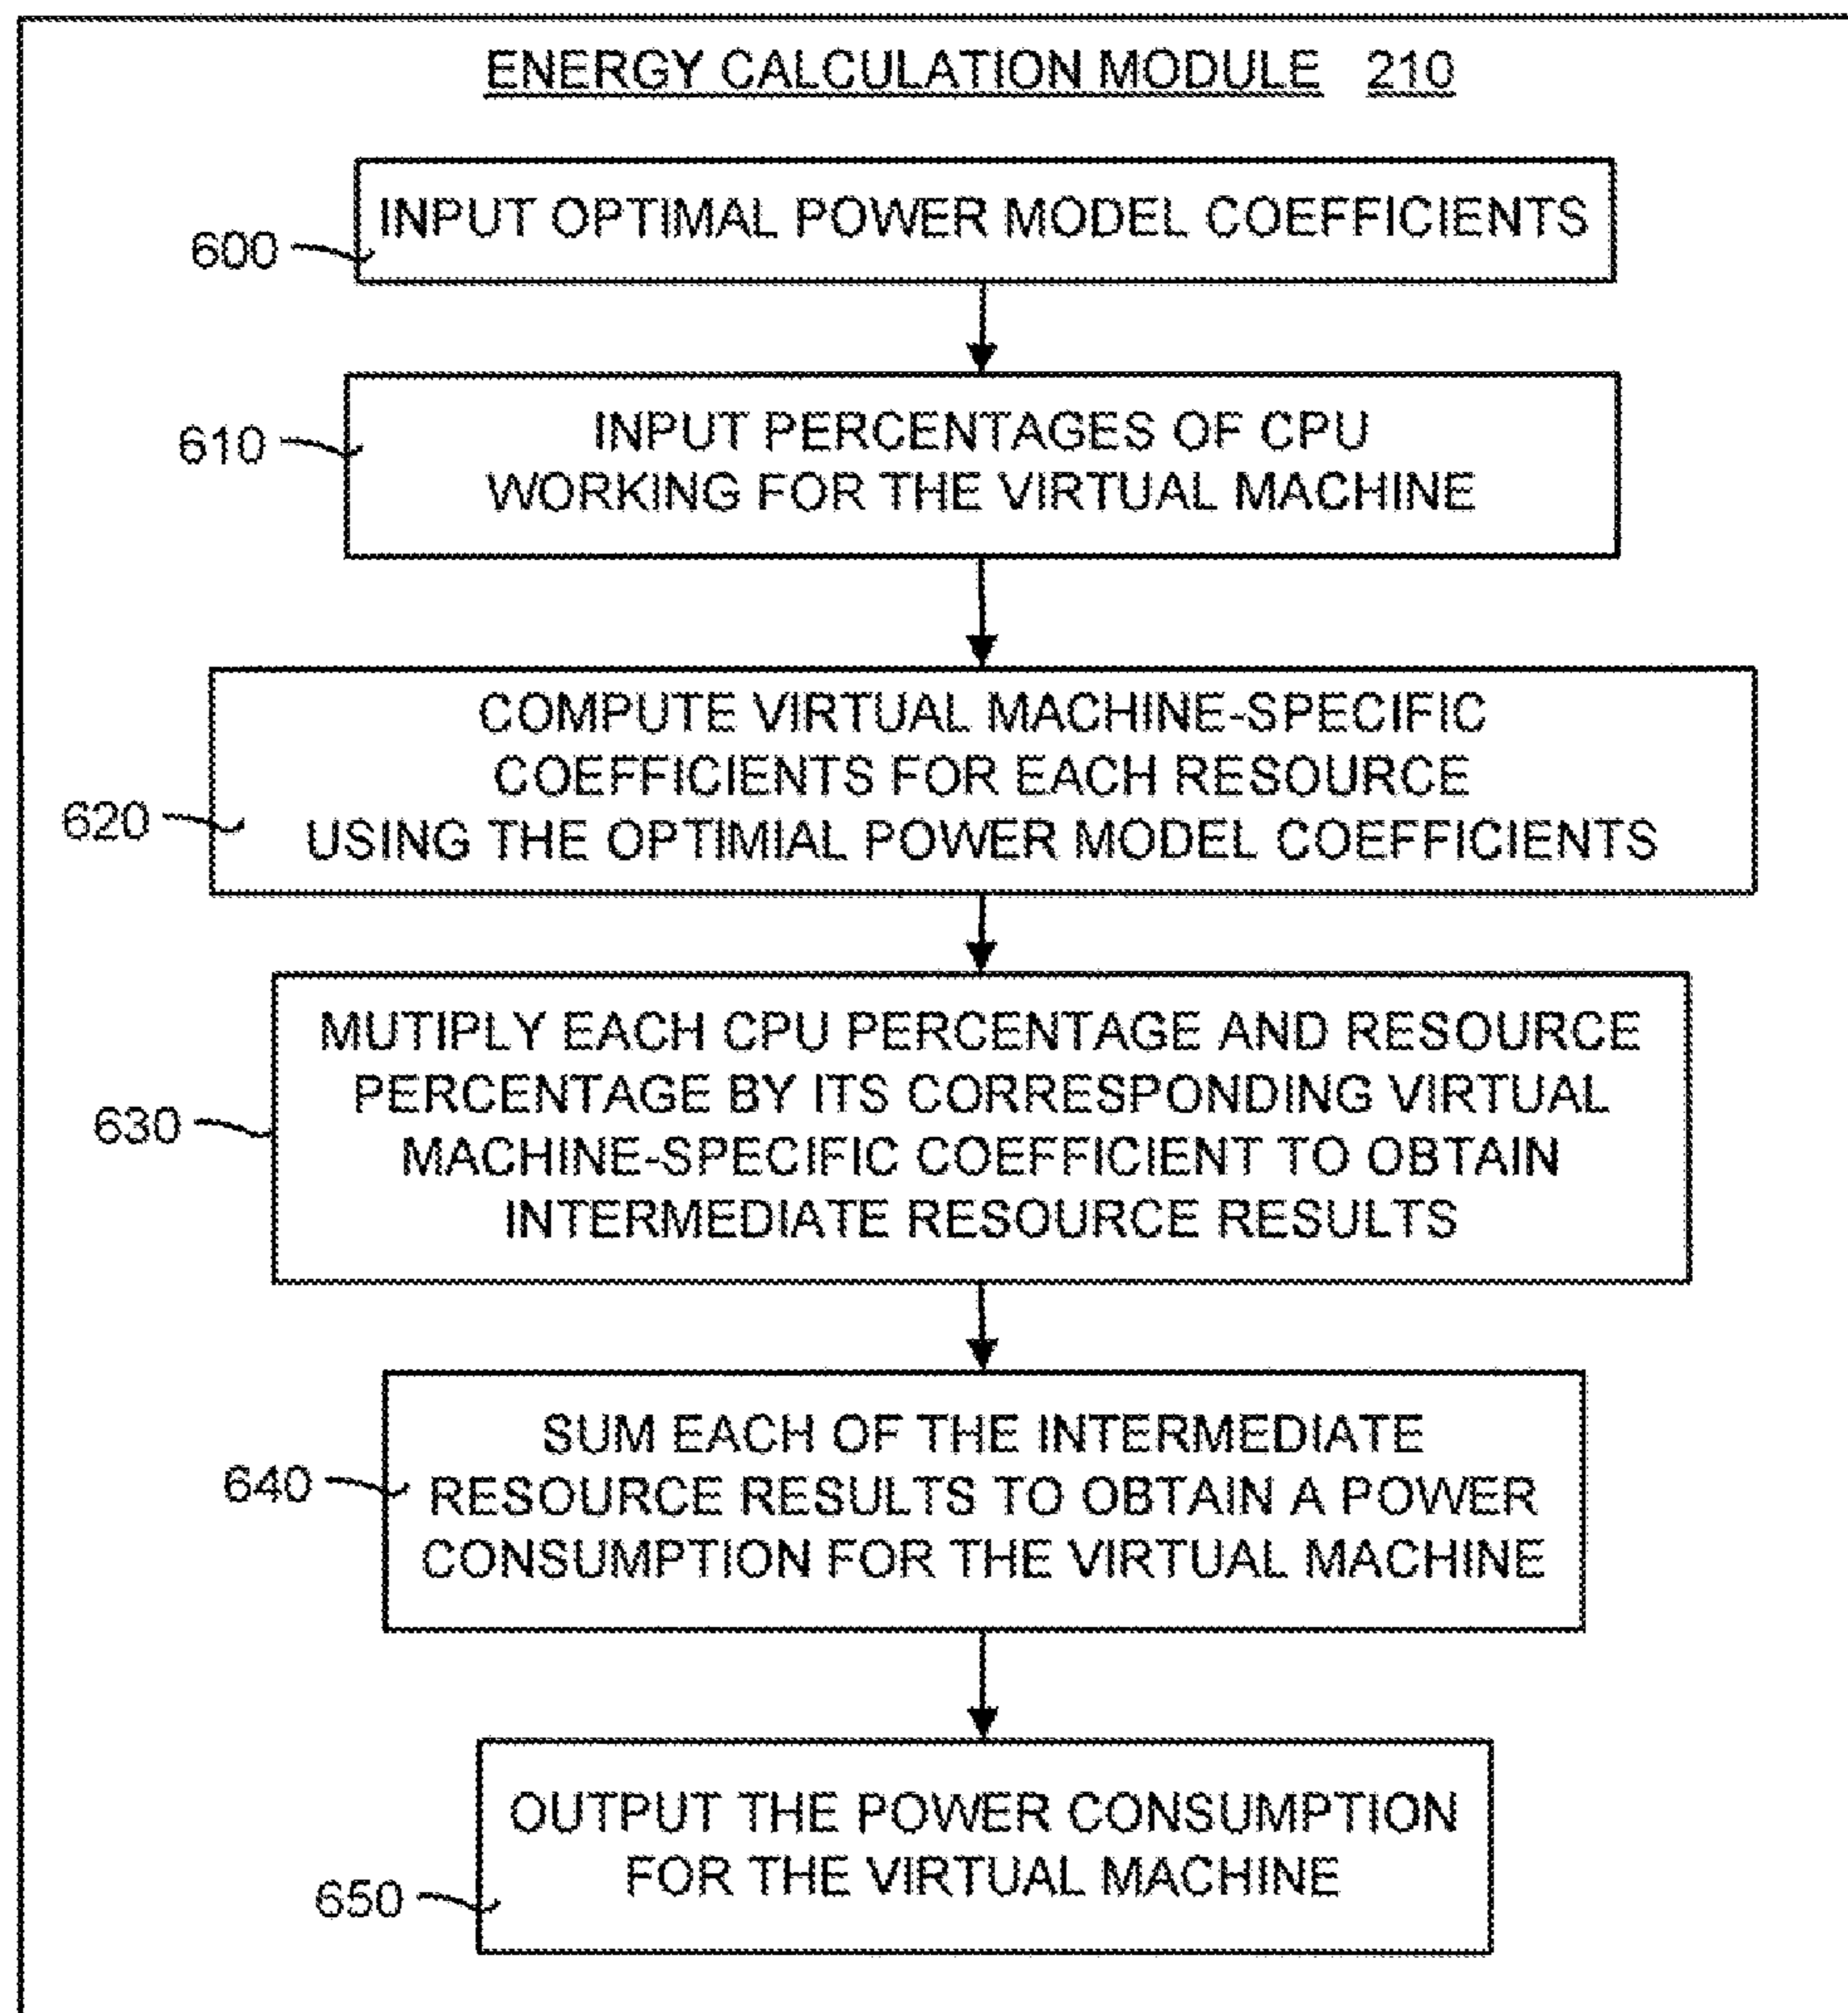 ENERGY CALCULATION MODULE 210
INPUT OPTIMAL POWER MODEL COEFFICIENTS
600
INPUT PERCENTAGES OF CPU
WORKING FOR THE VIRTUAL MACHINE
610
COMPUTE VIRTUAL MACHINE-SPECIFIC
COEFFICIENTS FOR EACH RESOURCE
USING THE OPTIMIAL POWER MODEL COEFFICIENTS
620
MUTIPLY EACH CPU PERCENTAGE AND RESOURCE
PERCENTAGE BY ITS CORRESPONDING VIRTUAL
MACHINE-SPECIFIC COEFFICIENT TO OBTAIN
INTERMEDIATE RESOURCE RESULTS
630
SUM EACH OF THE INTERMEDIATE
RESOURCE RESULTS TO OBTAIN A POWER
CONSUMPTION FOR THE VIRTUAL MACHINE
640
OUTPUT THE POWER CONSUMPTION
FOR THE VIRTUAL MACHINE
650